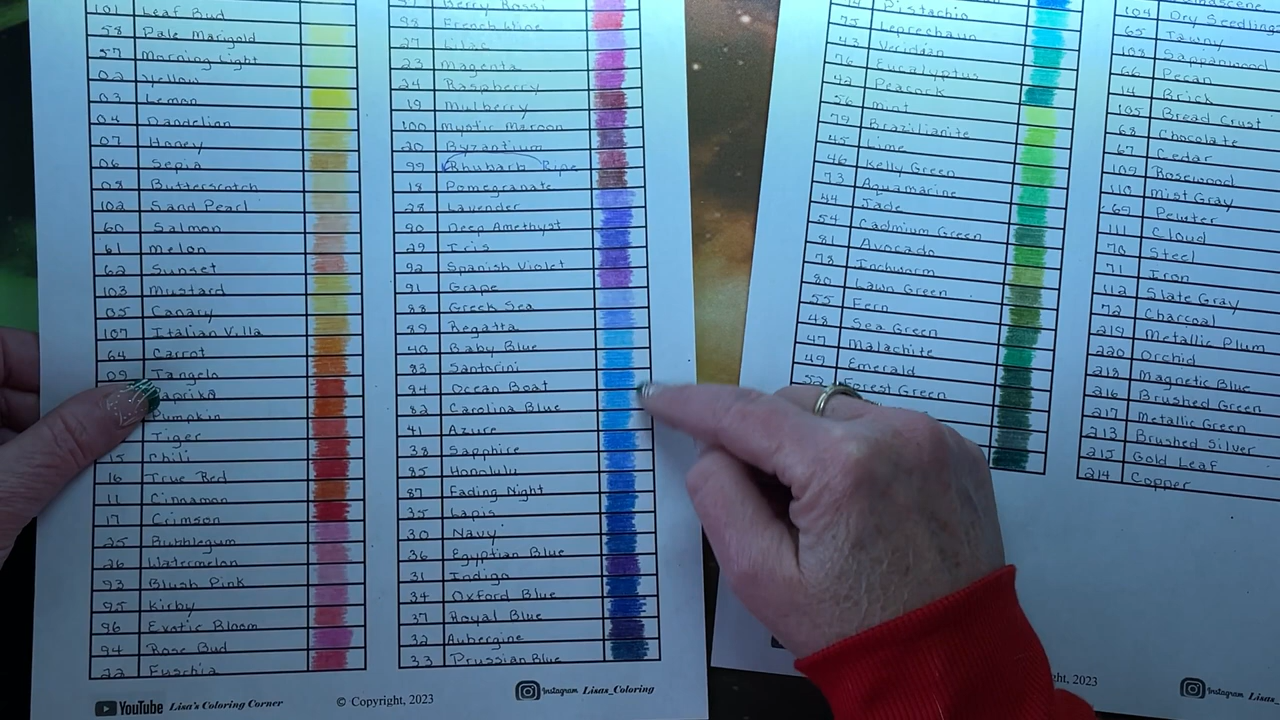 101 Leaf Bud
58 Pale Marigold
57 Morning Light
02 Yellow
03 Lemon
04 Dandelion
07 Honey
06 Sepia
08 Butterscotch
102 Sand Pearl
60 Salmon
61 Melon
62 Sunset
103 Mustard
05 Canary
107 Italian Villa
64 Carrot
09 Tangelo
aprika
Pumpkin
Tiger
15 Chili
16 True Red
11 Cinnamon
17 Crimson
25 Bubblegum
26 Watermelon
93 Blush Pink
95 Kirby
96 Exotic Bloom
94 Rose Bud
22 Fuschia
Berry Rossi
98 French Wine
27 Lilac
23 Magenta
24 Raspberry
19 Mulberry
100 Mystic Maroon
20 Byzantium
99 Rhubarb Ripe
18 Pomegranate
28 Lavender
90 Deep Amethyst
29 Iris
92 Spanish Violet
91 Grape
88 Greek Sea
89 Regatta
40 Baby Blue
83 Santorini
84 Ocean Boat
82 Carolina Blue
41 Azure
38 Sapphire
85 Honolulu
87 Fading Night
35 Lapis
30 Navy
36 Egyptian Blue
31 Indigo
34 Oxford Blue
37 Royal Blue
32 Aubergine
33 Prussian Blue
YouTube Lisa's Coloring Corner © Copyright, 2023 Instagram Lisas_Coloring
74 Pistachio
75 Leprechaun
43 Veridian
76 Eucalyptus
42 Peacock
56 Mint
79 Brazilianite
45 Lime
46 Kelly Green
73 Aquamarine
44 Jade
54 Cadmium Green
81 Avocado
78 Inchworm
80 Lawn Green
55 Fern
48 Sea Green
47 Malachite
49 Emerald
52 Forest Green
104 Dry Seedlings
65 Tawny
108 Sappanwood
66 Pecan
14 Brick
105 Bread Crust
68 Chocolate
67 Cedar
109 Rosewood
110 Mist Gray
69 Pewter
111 Cloud
70 Steel
71 Iron
112 Slate Gray
72 Charcoal
219 Metallic Plum
220 Orchid
218 Magnetic Blue
216 Brushed Green
217 Metallic Green
213 Brushed Silver
215 Gold Leaf
214 Copper
ht, 2023 Instagram Lisas_